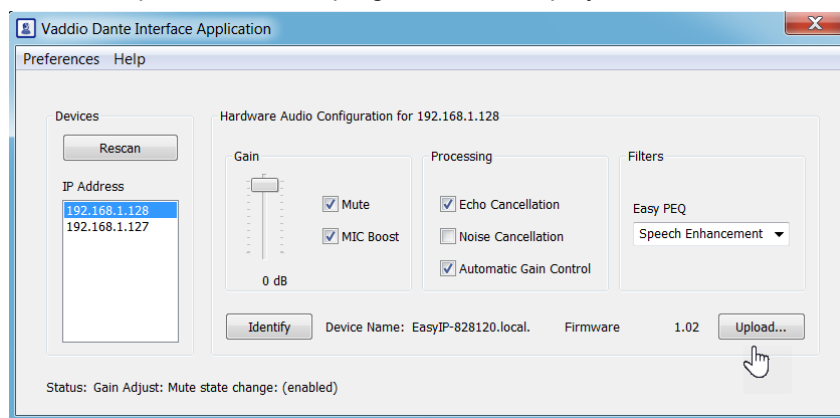 Vaddio Dante Interface Application
Preferences Help
Devices
Rescan
IP Address
192.168.1.128
192.168.1.127
Hardware Audio Configuration for 192.168.1.128
Gain
Mute
MIC Boost
0 dB
Processing
Echo Cancellation
Noise Cancellation
Automatic Gain Control
Filters
Easy PEQ
Speech Enhancement
Identify Device Name: EasyIP-828120.local. Firmware 1.02 Upload...
Status: Gain Adjust: Mute state change: (enabled)